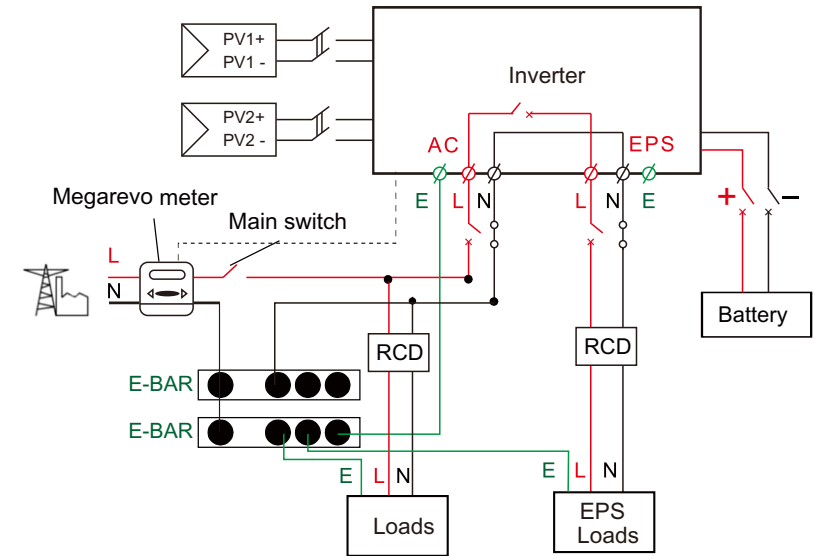 PV1+
PV1 -
Inverter
PV2+
PV2 -
AC
EPS
E
L
N
L
N
E
Megarevo meter
Main switch
+
−
L
N
Battery
RCD
RCD
E-BAR
E-BAR
E
L
N
E
L
N
Loads
EPS
Loads